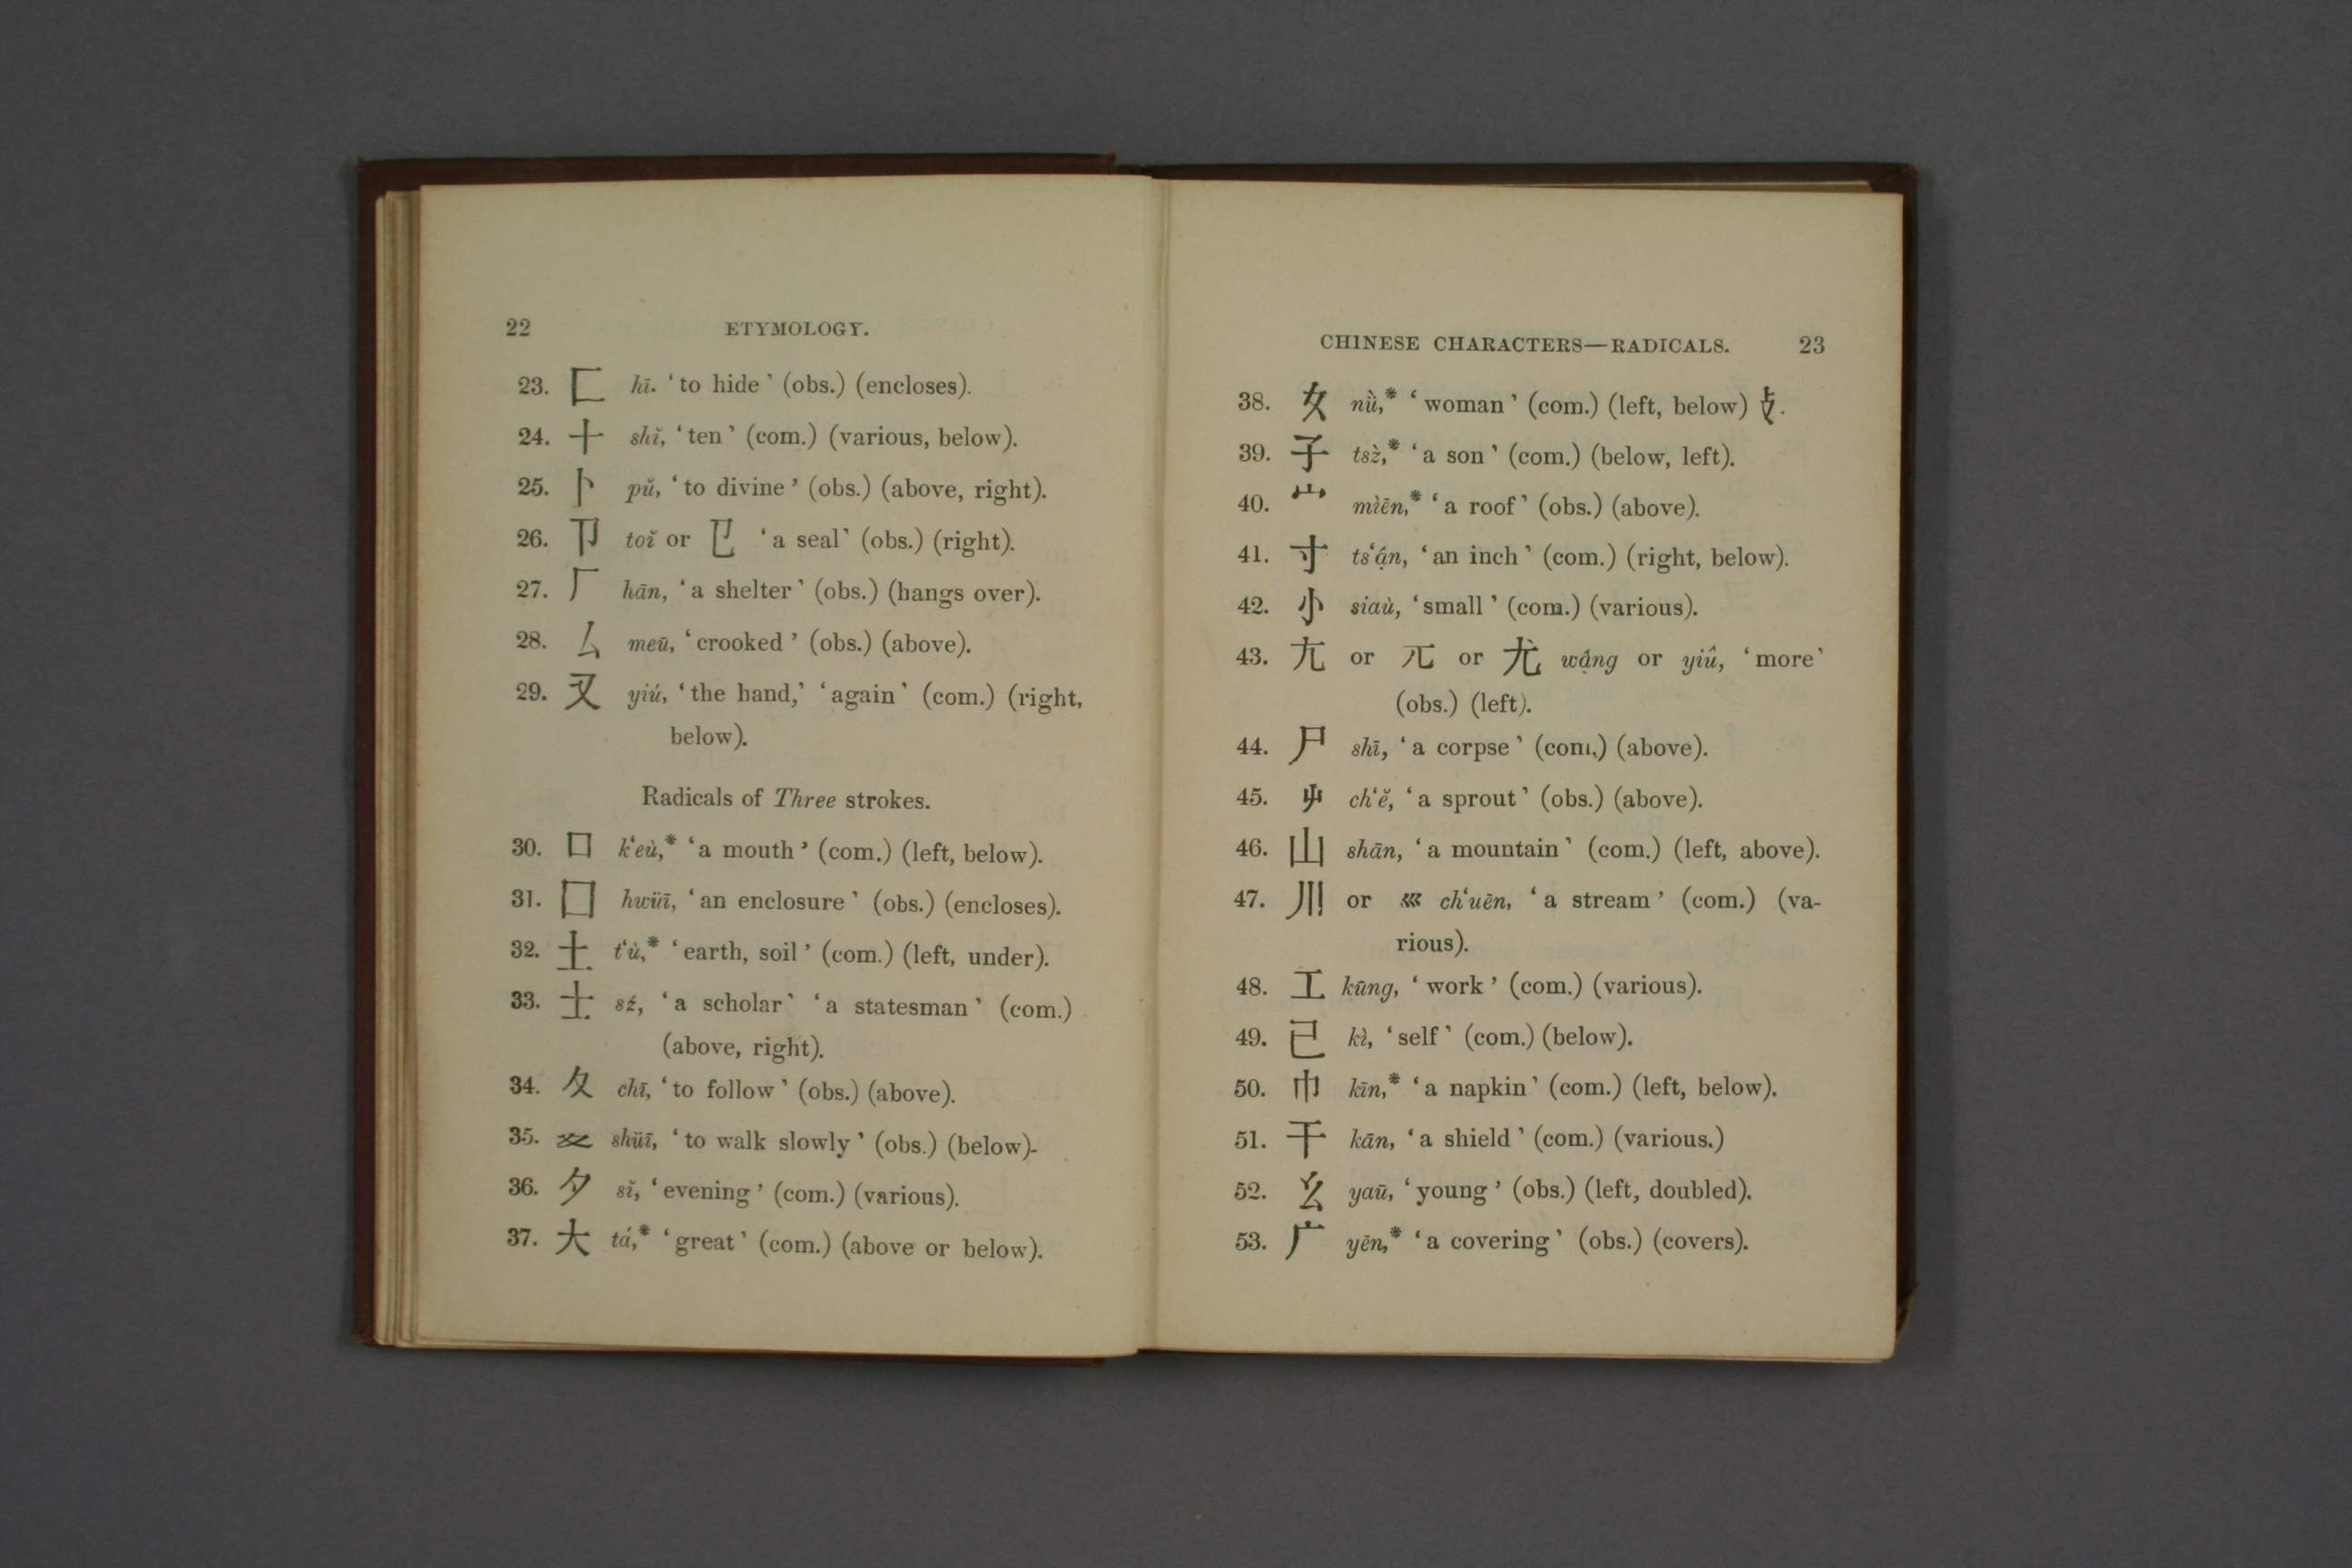 22 ETYMOLOGY.
23. 匸 hī. ‘to hide’ (obs.) (encloses).
24. 十 shĭ, ‘ten’ (com.) (various, below).
25. 卜 pŭ, ‘to divine’ (obs.) (above, right).
26. 卩 toĭ or 㔾 ‘a seal’ (obs.) (right).
27. 厂 hān, ‘a shelter’ (obs.) (hangs over).
28. 厶 meū, ‘crooked’ (obs.) (above).
29. 又 yiú, ‘the hand,’ ‘again’ (com.) (right,
below).
Radicals of Three strokes.
30. 口 k‘eù,* ‘a mouth’ (com.) (left, below).
31. 囗 hwüī, ‘an enclosure’ (obs.) (encloses).
32. 土 t‘ù,* ‘earth, soil’ (com.) (left, under).
33. 士 sź, ‘a scholar’ ‘a statesman’ (com.)
(above, right).
34. 夂 chī, ‘to follow’ (obs.) (above).
35. 夊 shüī, ‘to walk slowly’ (obs.) (below).
36. 夕 sĭ, ‘evening’ (com.) (various).
37. 大 tá,* ‘great’ (com.) (above or below).
CHINESE CHARACTERS—RADICALS. 23
38. 女 nǜ,* ‘woman’ (com.) (left, below).
39. 子 tsz̀,* ‘a son’ (com.) (below, left).
40. 宀 mìēn,* ‘a roof’ (obs.) (above).
41. 寸 ts‘ạ́n, ‘an inch’ (com.) (right, below).
42. 小 siaù, ‘small’ (com.) (various).
43. 尢 or 兀 or 尤 wậng or yiû, ‘more’
(obs.) (left).
44. 尸 shī, ‘a corpse’ (com.) (above).
45. 屮 ch‘ĕ, ‘a sprout’ (obs.) (above).
46. 山 shān, ‘a mountain’ (com.) (left, above).
47. 川 or 巛 ch‘uēn, ‘a stream’ (com.) (va-
rious).
48. 工 kūng, ‘work’ (com.) (various).
49. 已 kì, ‘self’ (com.) (below).
50. 巾 kīn,* ‘a napkin’ (com.) (left, below).
51. 干 kān, ‘a shield’ (com.) (various.)
52. 幺 yaū, ‘young’ (obs.) (left, doubled).
53. 广 yēn,* ‘a covering’ (obs.) (covers).